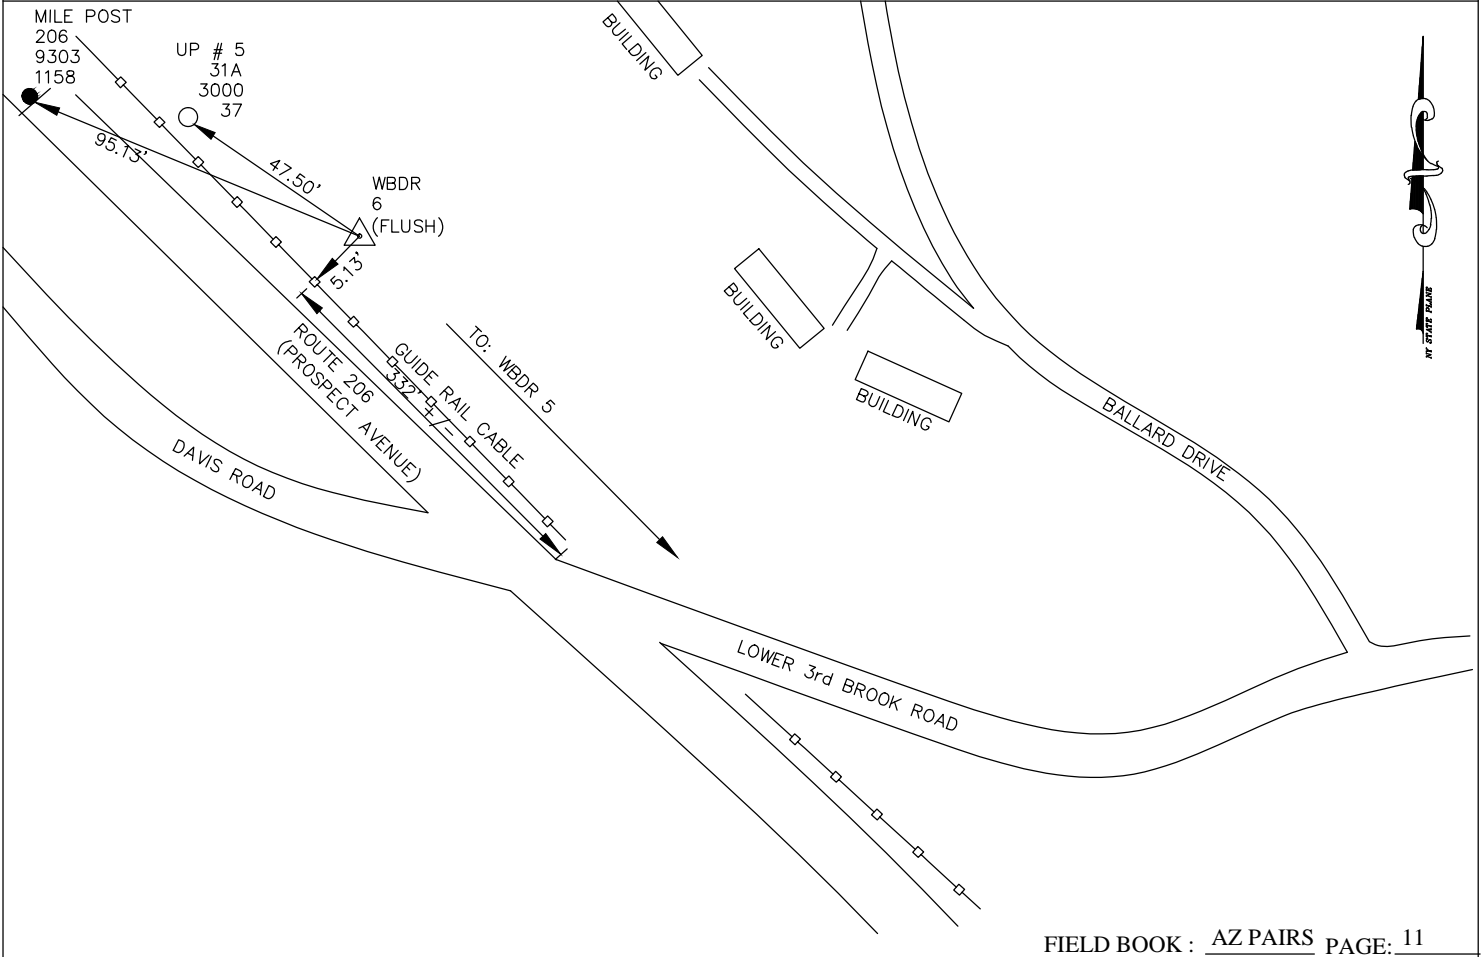 MILE POST
206
9303
1158
UP # 5
31A
3000
37
95.13'
47.50'
WBDR
6
(FLUSH)
5.13'
BUILDING
BUILDING
BUILDING
ROUTE 206
(PROSPECT AVENUE)
GUIDE RAIL CABLE
332' +/-
TO: WBDR 5
DAVIS ROAD
BALLARD DRIVE
LOWER 3rd BROOK ROAD
NY STATE PLANE
FIELD BOOK : AZ PAIRS PAGE: 11